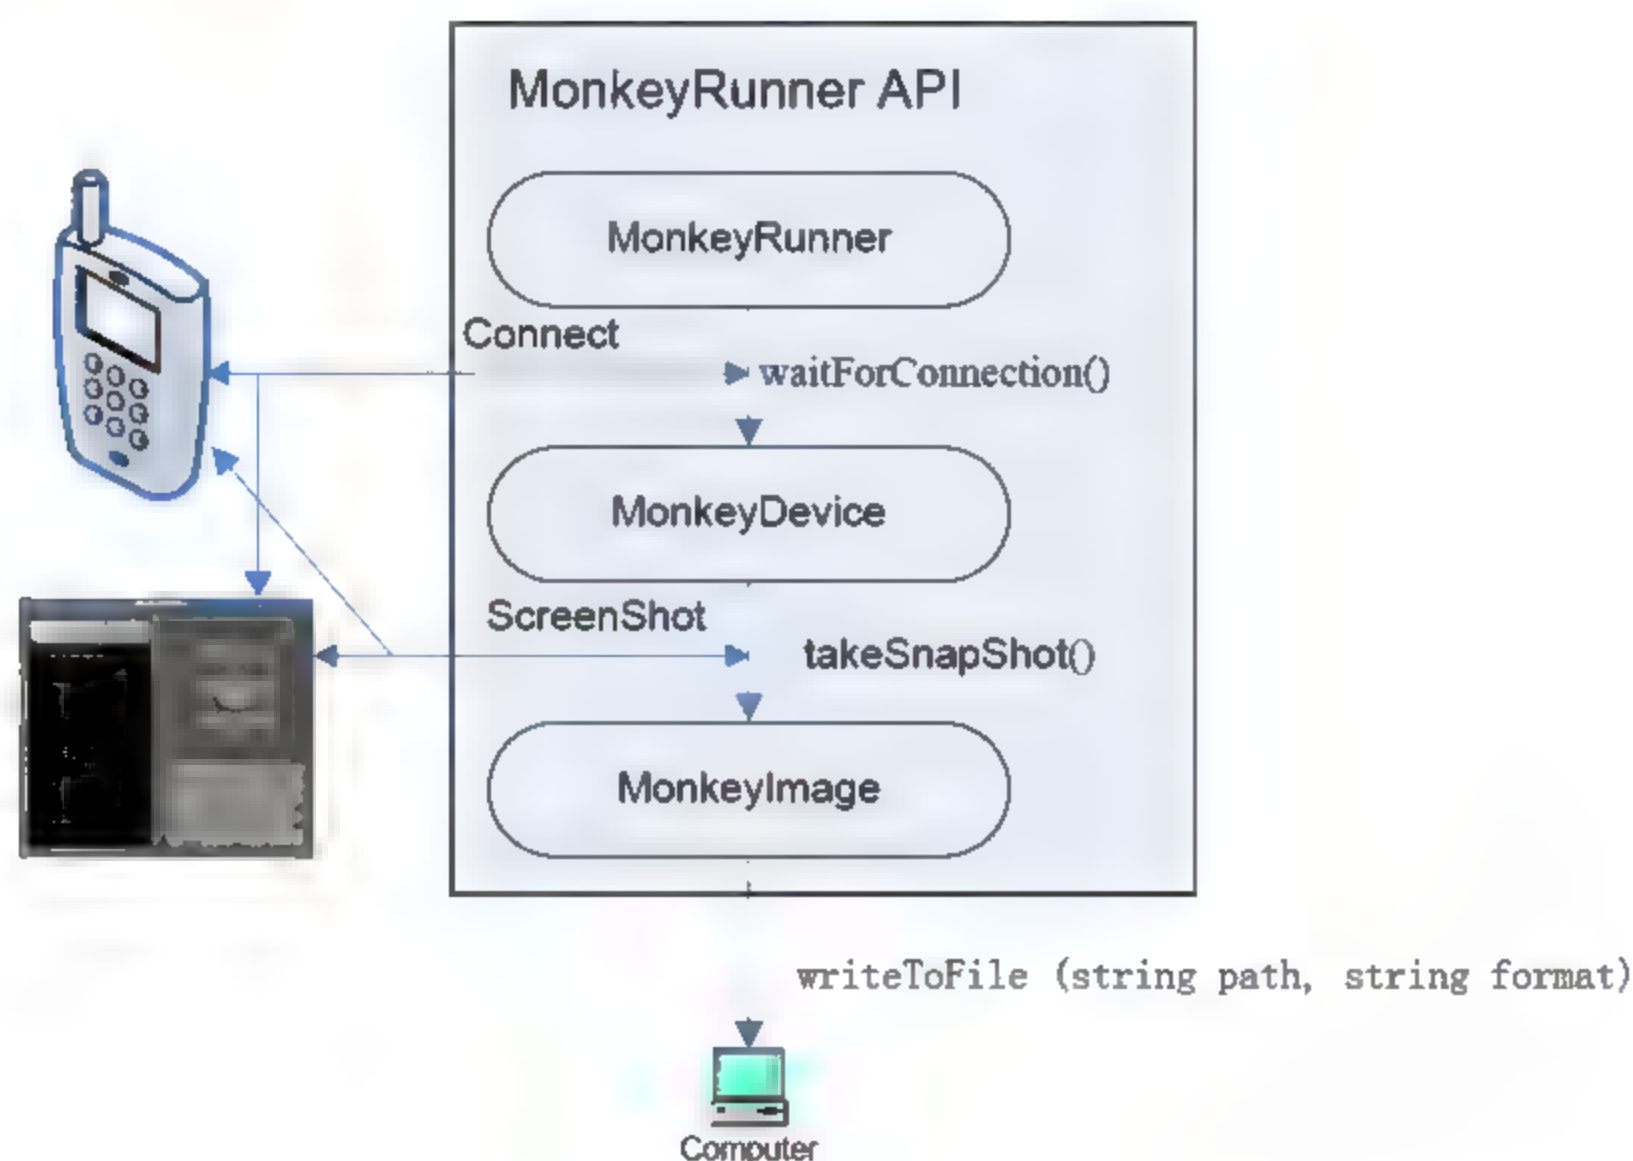 MonkeyRunner API
MonkeyRunner
Connect
waitForConnection()
MonkeyDevice
ScreenShot
takeSnapShot()
MonkeyImage
writeToFile (string path, string format)
Computer